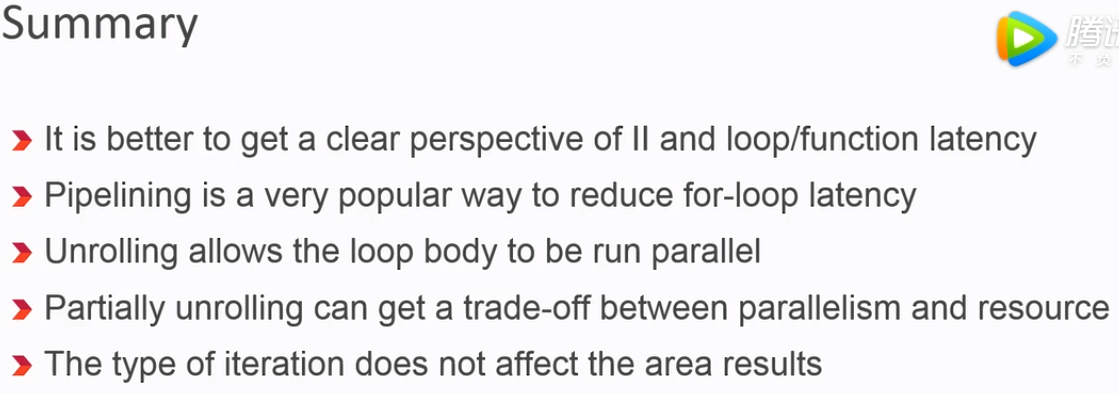 Summary
腾讯
不负
It is better to get a clear perspective of II and loop/function latency
Pipelining is a very popular way to reduce for-loop latency
Unrolling allows the loop body to be run parallel
Partially unrolling can get a trade-off between parallelism and resource
The type of iteration does not affect the area results